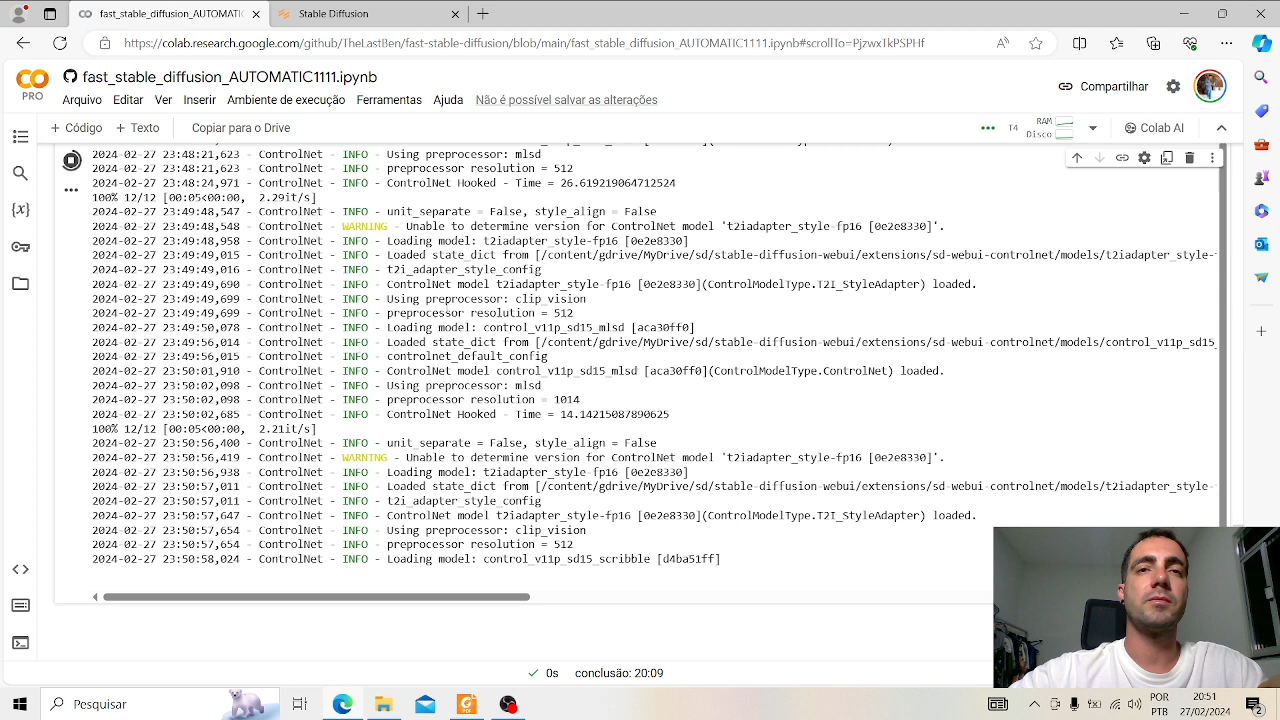 fast_stable_diffusion_AUTOMATIC
Stable Diffusion
https://colab.research.google.com/github/TheLastBen/fast-stable-diffusion/blob/main/fast_stable_diffusion_AUTOMATIC1111.ipynb#scrollTo=PjzwxTkPSPHf
PRO
fast_stable_diffusion_AUTOMATIC1111.ipynb
Arquivo Editar Ver Inserir Ambiente de execução Ferramentas Ajuda Não é possível salvar as alterações
Compartilhar
+ Código + Texto Copiar para o Drive
T4 RAM Disco Colab AI
2024-02-27 23:48:21,623 - ControlNet - INFO - Using preprocessor: mlsd
2024-02-27 23:48:21,623 - ControlNet - INFO - preprocessor resolution = 512
2024-02-27 23:48:24,971 - ControlNet - INFO - ControlNet Hooked - Time = 26.619219064712524
100% 12/12 [00:05<00:00,  2.29it/s]
2024-02-27 23:49:48,547 - ControlNet - INFO - unit_separate = False, style_align = False
2024-02-27 23:49:48,548 - ControlNet - WARNING - Unable to determine version for ControlNet model 't2iadapter_style-fp16 [0e2e8330]'.
2024-02-27 23:49:48,958 - ControlNet - INFO - Loading model: t2iadapter_style-fp16 [0e2e8330]
2024-02-27 23:49:49,015 - ControlNet - INFO - Loaded state_dict from [/content/gdrive/MyDrive/sd/stable-diffusion-webui/extensions/sd-webui-controlnet/models/t2iadapter_style-
2024-02-27 23:49:49,016 - ControlNet - INFO - t2i_adapter_style_config
2024-02-27 23:49:49,690 - ControlNet - INFO - ControlNet model t2iadapter_style-fp16 [0e2e8330](ControlModelType.T2I_StyleAdapter) loaded.
2024-02-27 23:49:49,699 - ControlNet - INFO - Using preprocessor: clip_vision
2024-02-27 23:49:49,699 - ControlNet - INFO - preprocessor resolution = 512
2024-02-27 23:49:50,078 - ControlNet - INFO - Loading model: control_v11p_sd15_mlsd [aca30ff0]
2024-02-27 23:49:56,014 - ControlNet - INFO - Loaded state_dict from [/content/gdrive/MyDrive/sd/stable-diffusion-webui/extensions/sd-webui-controlnet/models/control_v11p_sd15_
2024-02-27 23:49:56,015 - ControlNet - INFO - controlnet_default_config
2024-02-27 23:50:01,910 - ControlNet - INFO - ControlNet model control_v11p_sd15_mlsd [aca30ff0](ControlModelType.ControlNet) loaded.
2024-02-27 23:50:02,098 - ControlNet - INFO - Using preprocessor: mlsd
2024-02-27 23:50:02,098 - ControlNet - INFO - preprocessor resolution = 1014
2024-02-27 23:50:02,685 - ControlNet - INFO - ControlNet Hooked - Time = 14.14215087890625
100% 12/12 [00:05<00:00,  2.21it/s]
2024-02-27 23:50:56,400 - ControlNet - INFO - unit_separate = False, style_align = False
2024-02-27 23:50:56,419 - ControlNet - WARNING - Unable to determine version for ControlNet model 't2iadapter_style-fp16 [0e2e8330]'.
2024-02-27 23:50:56,938 - ControlNet - INFO - Loading model: t2iadapter_style-fp16 [0e2e8330]
2024-02-27 23:50:57,011 - ControlNet - INFO - Loaded state_dict from [/content/gdrive/MyDrive/sd/stable-diffusion-webui/extensions/sd-webui-controlnet/models/t2iadapter_style-
2024-02-27 23:50:57,011 - ControlNet - INFO - t2i_adapter_style_config
2024-02-27 23:50:57,647 - ControlNet - INFO - ControlNet model t2iadapter_style-fp16 [0e2e8330](ControlModelType.T2I_StyleAdapter) loaded.
2024-02-27 23:50:57,654 - ControlNet - INFO - Using preprocessor: clip_vision
2024-02-27 23:50:57,654 - ControlNet - INFO - preprocessor resolution = 512
2024-02-27 23:50:58,024 - ControlNet - INFO - Loading model: control_v11p_sd15_scribble [d4ba51ff]
0s conclusão: 20:09
Pesquisar
POR 20:51
PTB 27/02/2024
2